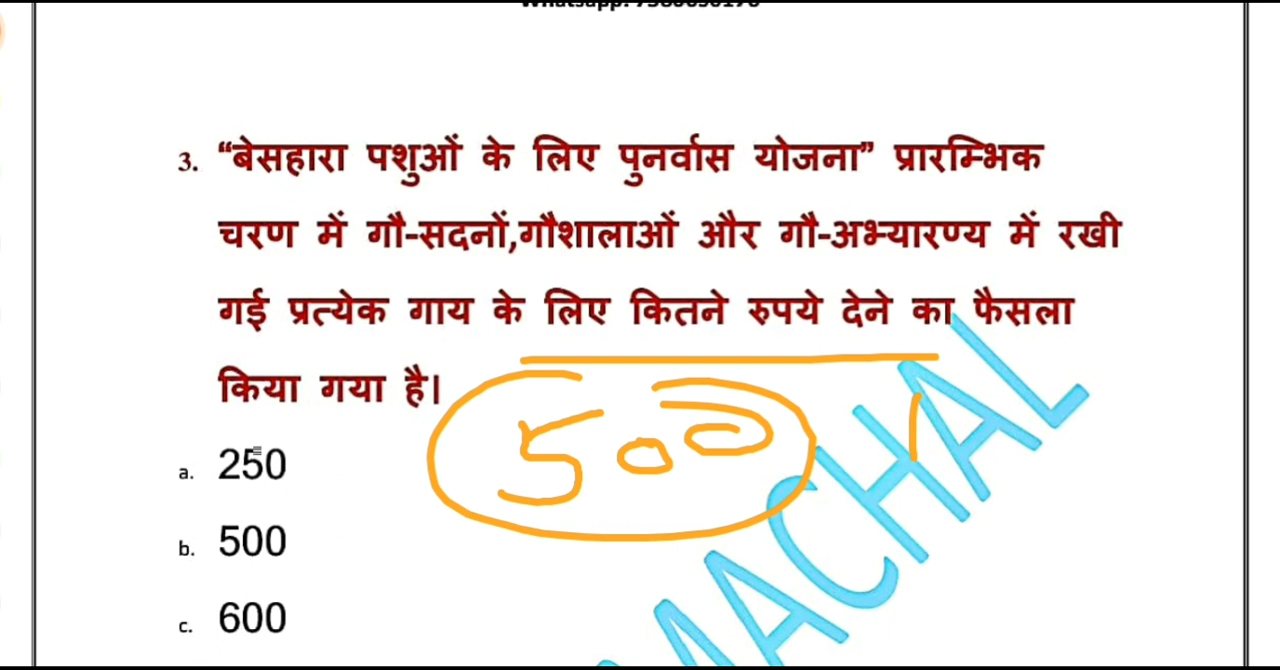 3. “बेसहारा पशुओं के लिए पुनर्वास योजना” प्रारम्भिक
चरण में गौ-सदनों,गौशालाओं और गौ-अभ्यारण्य में रखी
गई प्रत्येक गाय के लिए कितने रुपये देने का फैसला
किया गया है।
500
a. 250
b. 500
c. 600
MACHAL